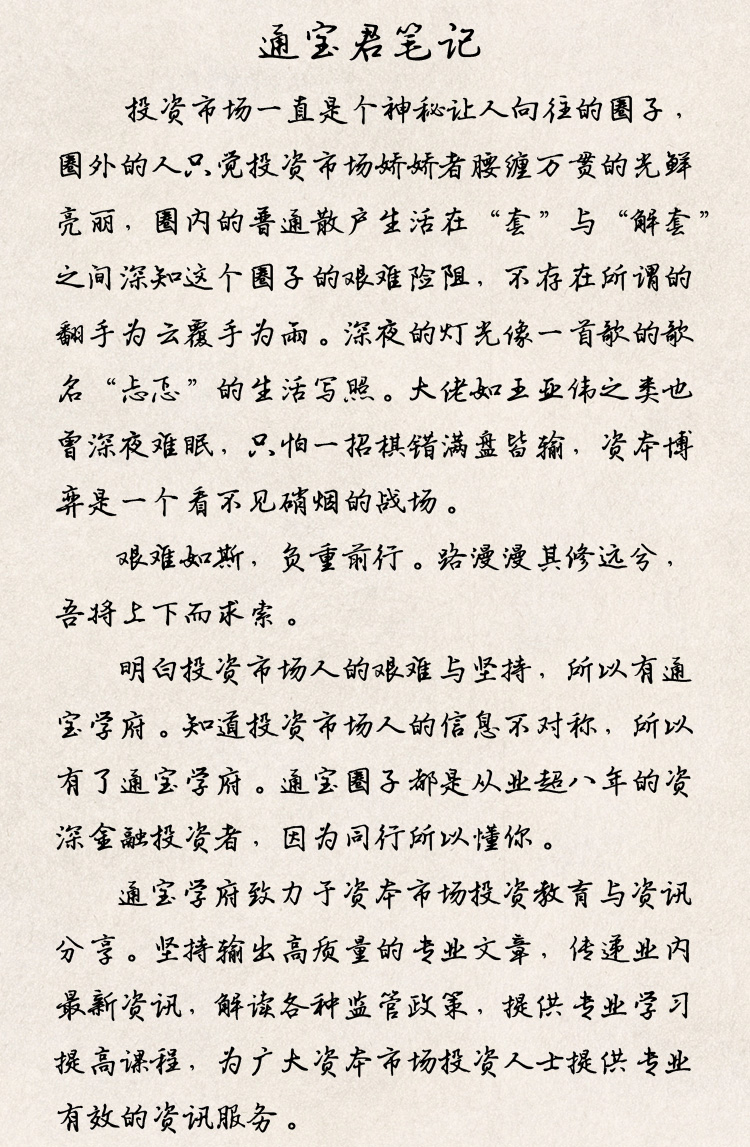 通宝君笔记
投资市场一直是个神秘让人向往的圈子，
圈外的人只觉投资市场娇娇者腰缠万贯的光鲜
亮丽，圈内的普通散户生活在“套”与“解套”
之间深知这个圈子的艰难险阻，不存在所谓的
翻手为云覆手为雨。深夜的灯光像一首歌的歌
名“忐忑”的生活写照。大佬如王亚伟之类也
曾深夜难眠，只怕一招棋错满盘皆输，资本博
弈是一个看不见硝烟的战场。
艰难如斯，负重前行。路漫漫其修远兮，
吾将上下而求索。
明白投资市场人的艰难与坚持，所以有通
宝学府。知道投资市场人的信息不对称，所以
有了通宝学府。通宝圈子都是从业超八年的资
深金融投资者，因为同行所以懂你。
通宝学府致力于资本市场投资教育与资讯
分享。坚持输出高质量的专业文章，传递业内
最新资讯，解读各种监管政策，提供专业学习
提高课程，为广大资本市场投资人士提供专业
有效的资讯服务。